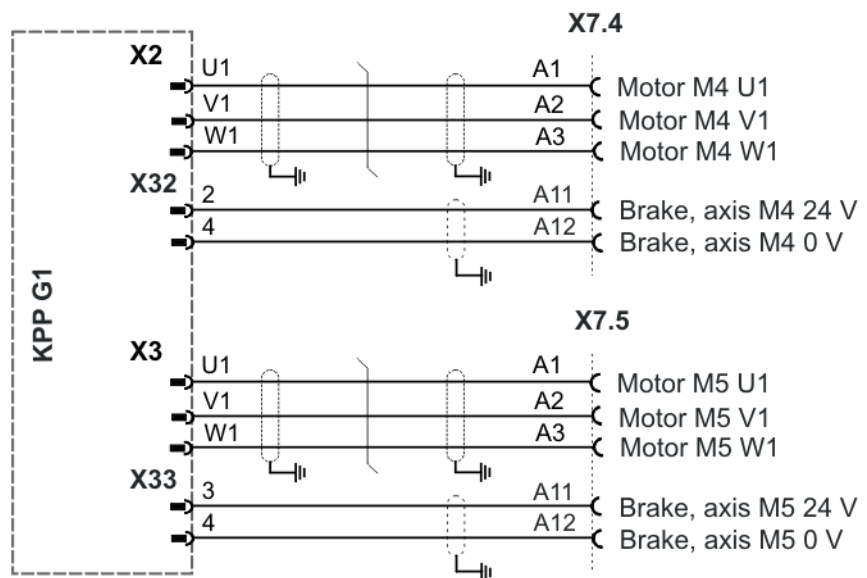 X7.4
X2
U1 A1 Motor M4 U1
V1 A2 Motor M4 V1
W1 A3 Motor M4 W1
X32
2 A11 Brake, axis M4 24 V
4 A12 Brake, axis M4 0 V
KPP G1
X7.5
X3
U1 A1 Motor M5 U1
V1 A2 Motor M5 V1
W1 A3 Motor M5 W1
X33
3 A11 Brake, axis M5 24 V
4 A12 Brake, axis M5 0 V